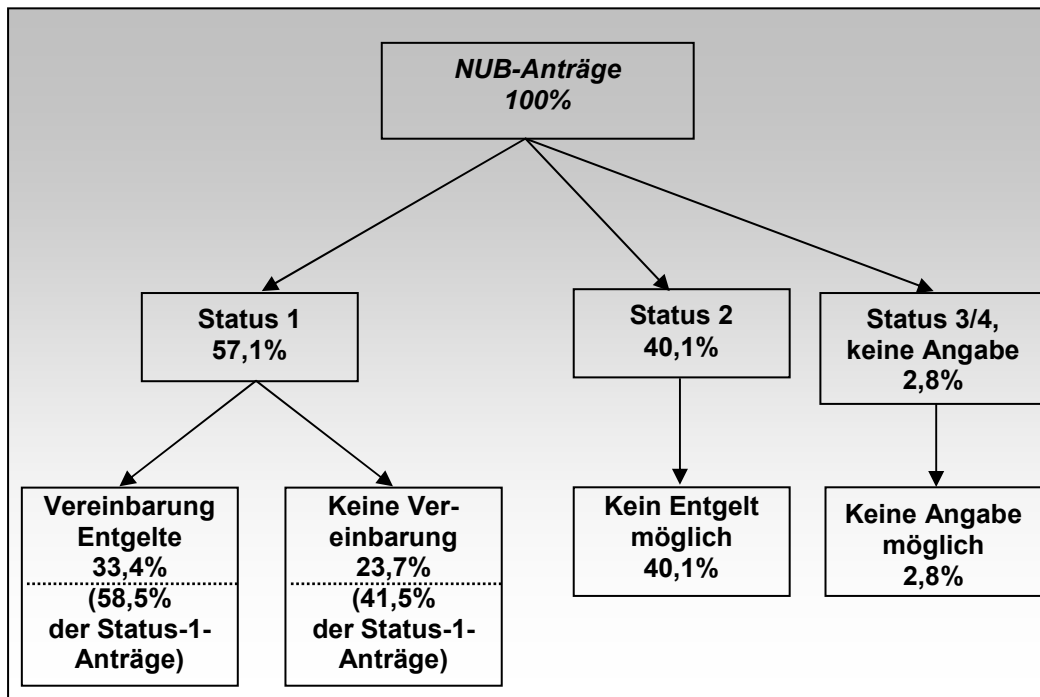 NUB-Anträge
100%
Status 1
57,1%
Status 2
40,1%
Status 3/4,
keine Angabe
2,8%
Vereinbarung
Entgelte
33,4%
(58,5%
der Status-1-
Anträge)
Keine Ver-
einbarung
23,7%
(41,5%
der Status-1-
Anträge)
Kein Entgelt
möglich
40,1%
Keine Angabe
möglich
2,8%